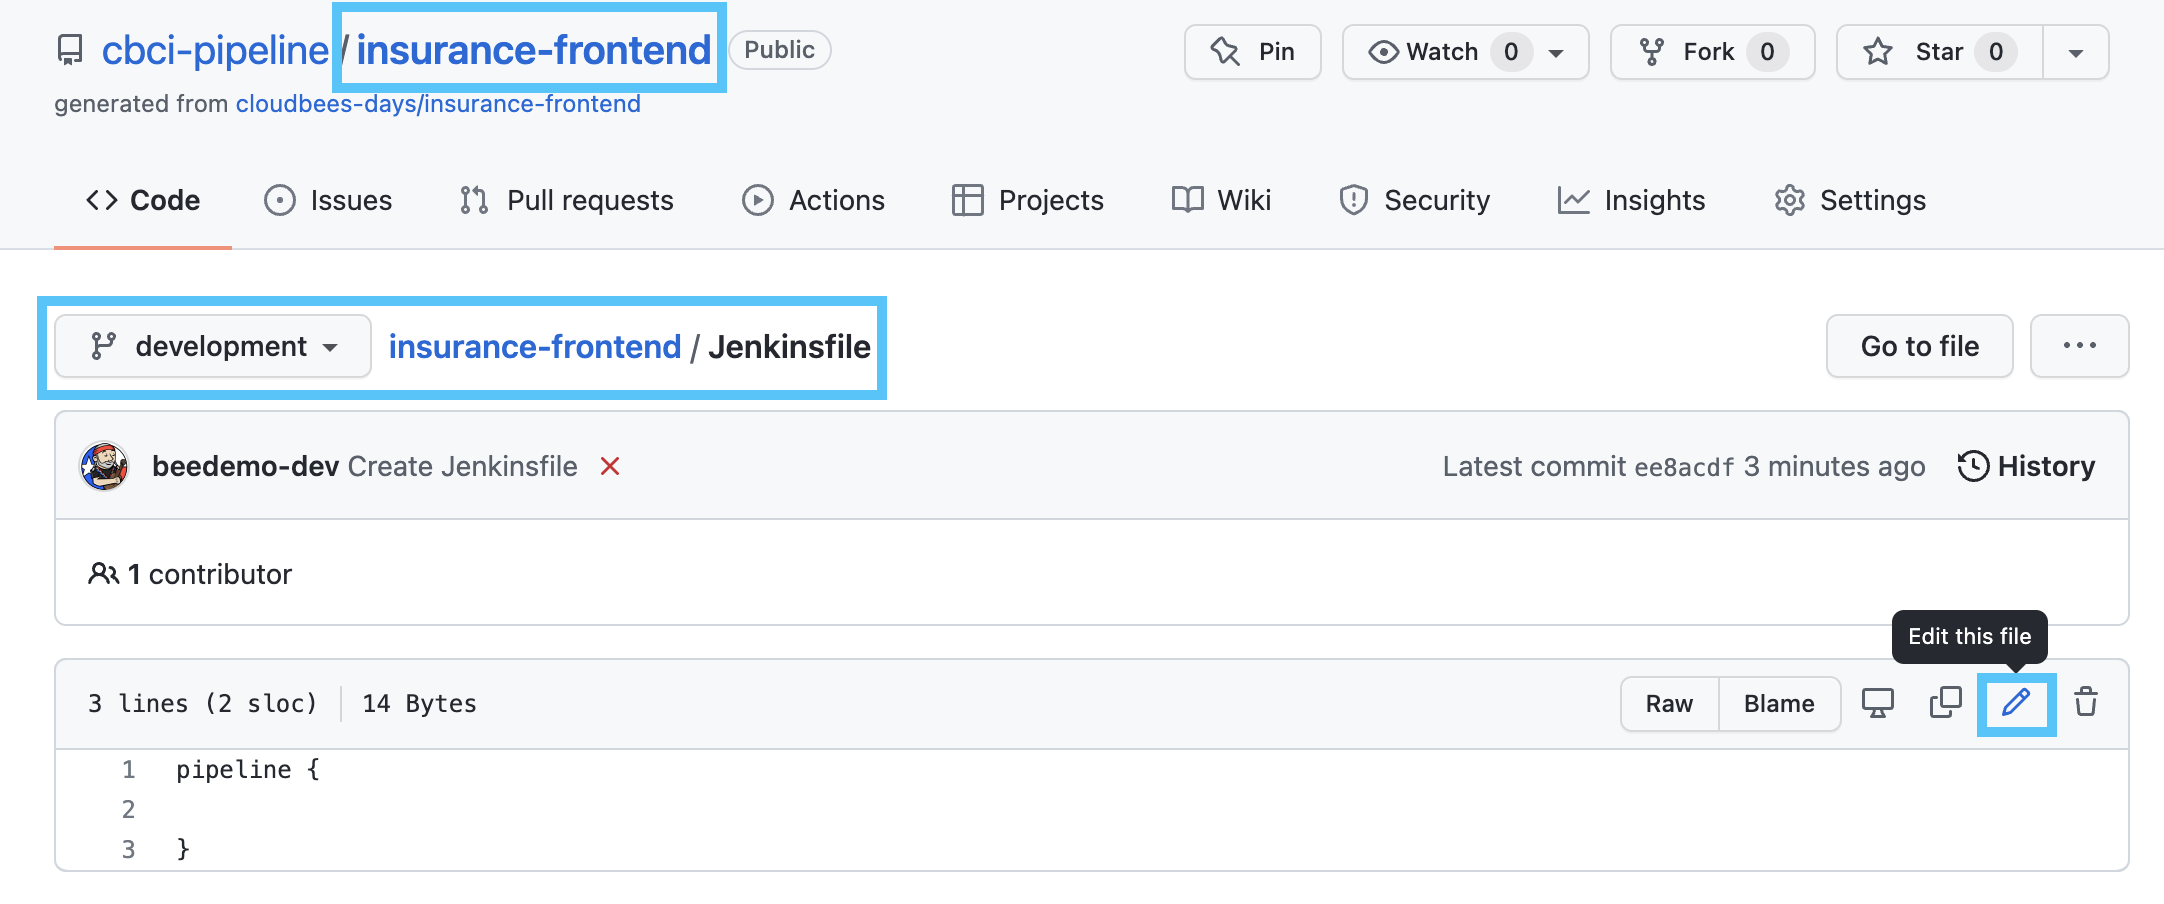 cbci-pipeline / insurance-frontend Public Pin Watch 0 Fork 0 Star 0
generated from cloudbees-days/insurance-frontend
Code Issues Pull requests Actions Projects Wiki Security Insights Settings
development insurance-frontend / Jenkinsfile Go to file ...
beedemo-dev Create Jenkinsfile Latest commit ee8acdf 3 minutes ago History
1 contributor
Edit this file
3 lines (2 sloc) 14 Bytes Raw Blame
1 pipeline {
2
3 }